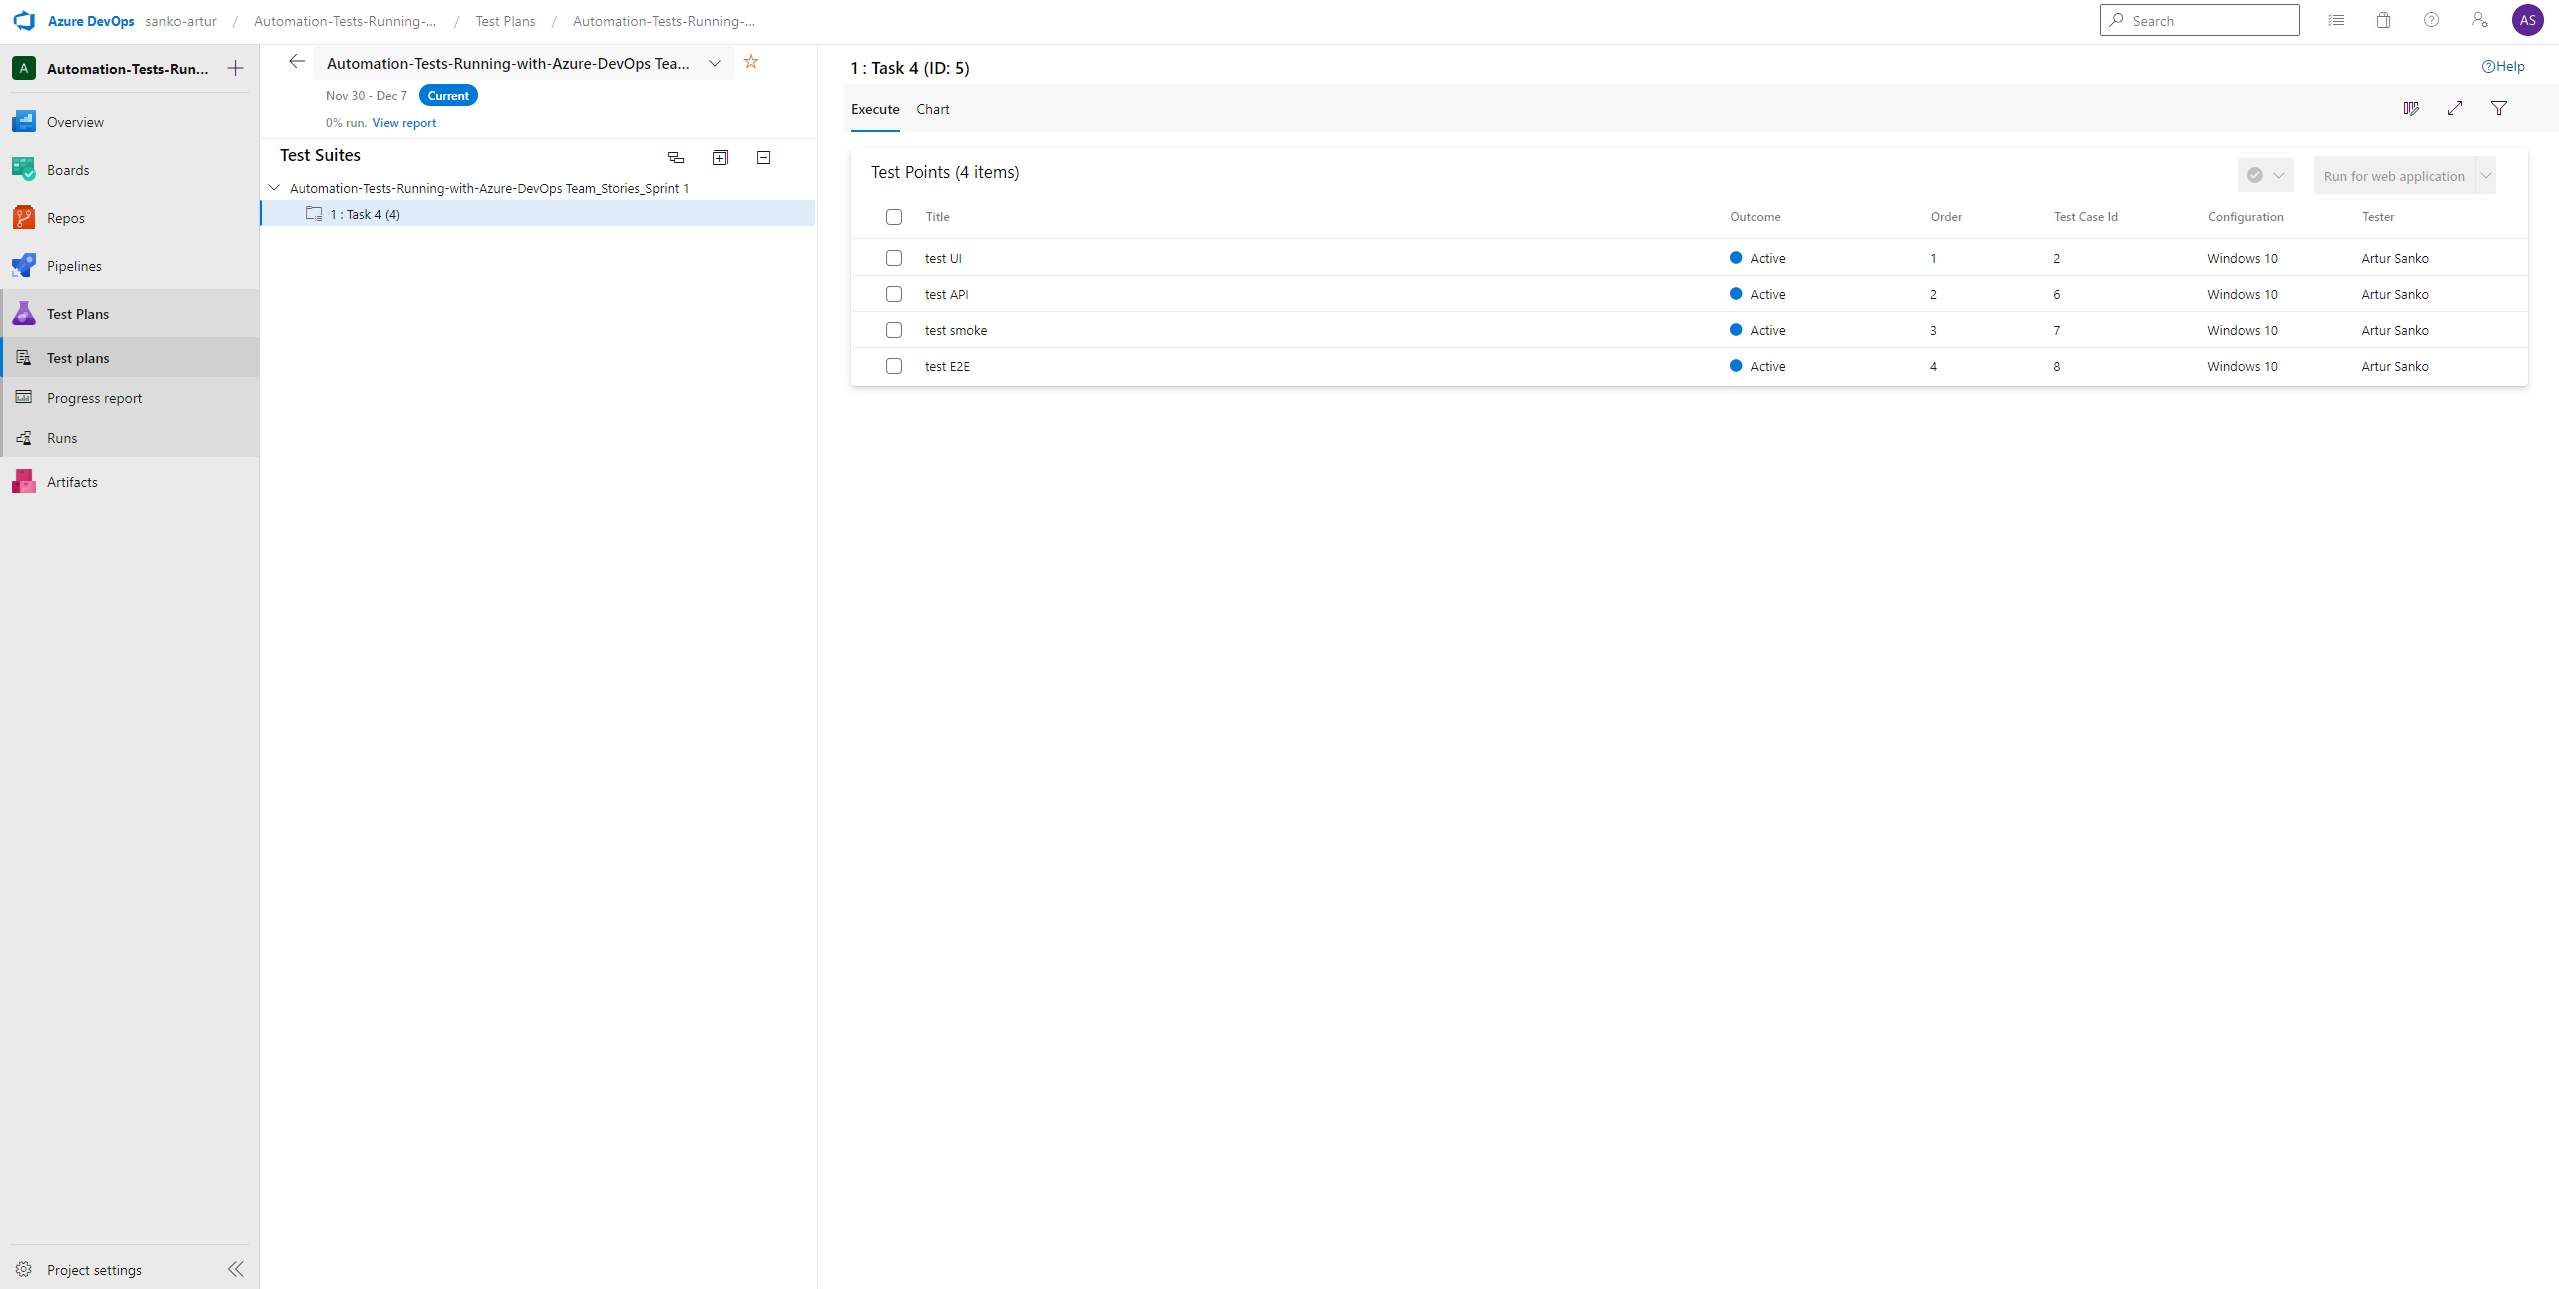 Azure DevOps sanko-artur / Automation-Tests-Running-... / Test Plans / Automation-Tests-Running-...
Search
AS
A Automation-Tests-Run...
Overview
Boards
Repos
Pipelines
Test Plans
Test plans
Progress report
Runs
Artifacts
Project settings
Automation-Tests-Running-with-Azure-DevOps Tea...
Nov 30 - Dec 7 Current
0% run. View report
Test Suites
Automation-Tests-Running-with-Azure-DevOps Team_Stories_Sprint 1
1 : Task 4 (4)
1 : Task 4 (ID: 5)
Help
Execute Chart
Test Points (4 items)
Run for web application
Title Outcome Order Test Case Id Configuration Tester
test UI Active 1 2 Windows 10 Artur Sanko
test API Active 2 6 Windows 10 Artur Sanko
test smoke Active 3 7 Windows 10 Artur Sanko
test E2E Active 4 8 Windows 10 Artur Sanko